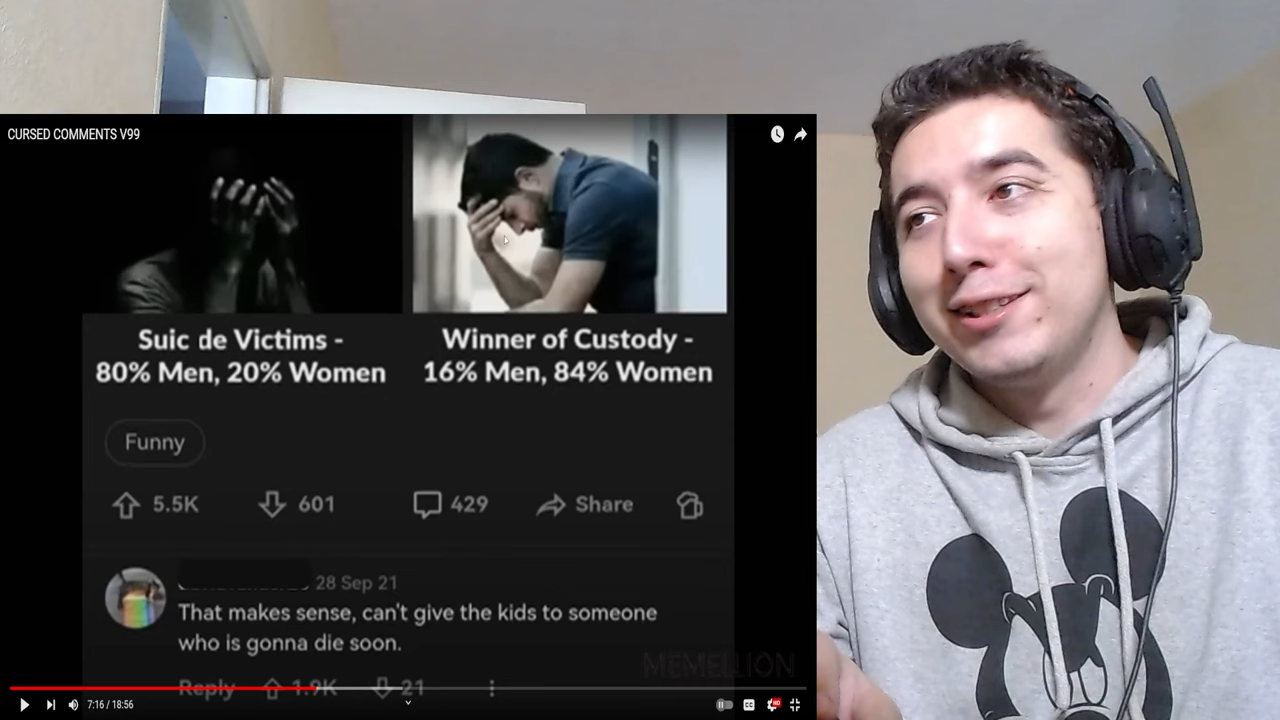 CURSED COMMENTS V99
Suic de Victims -
80% Men, 20% Women
Winner of Custody -
16% Men, 84% Women
Funny
5.5K
601
429
Share
28 Sep 21
That makes sense, can't give the kids to someone
who is gonna die soon.
MEMELLION
Reply
1.9K
21
7:16 / 18:56
CC
HD